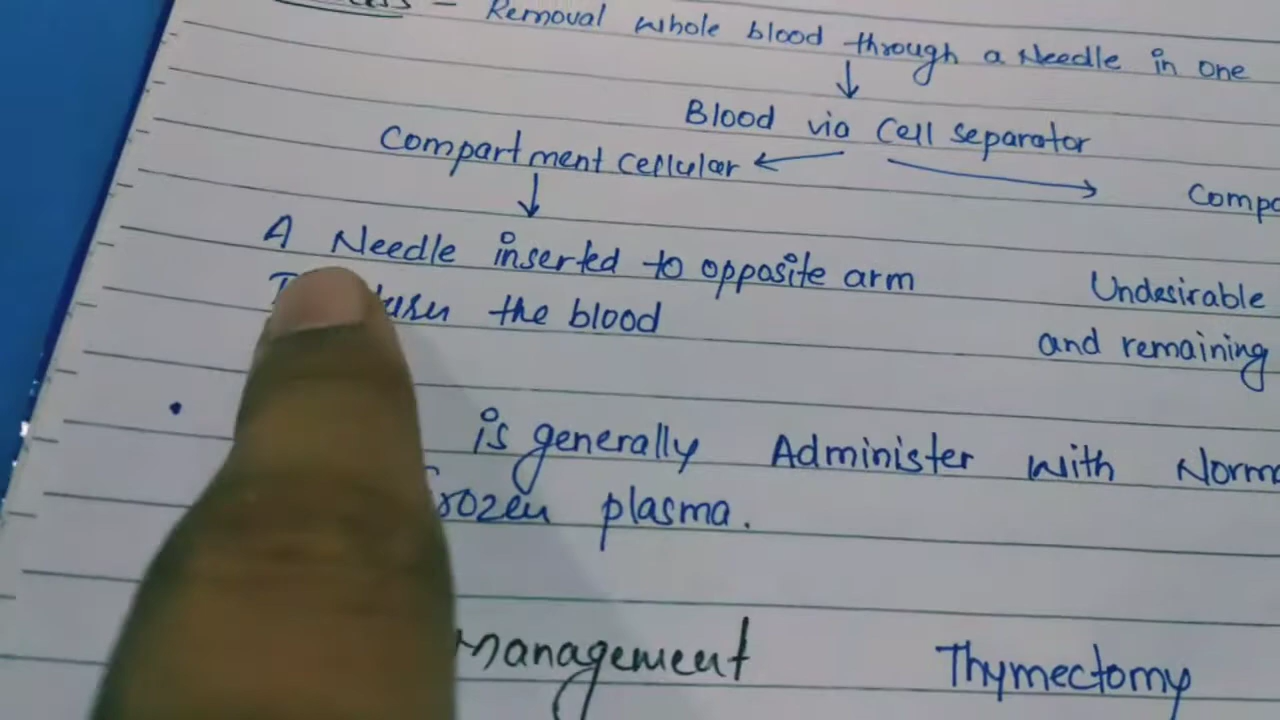 - Removal whole blood through a Needle in one
Blood via Cell separator
Compartment cellular
A Needle inserted to opposite arm
the blood
Undesirable
and remaining
• is generally Administer with
plasma.
Management Thymectomy